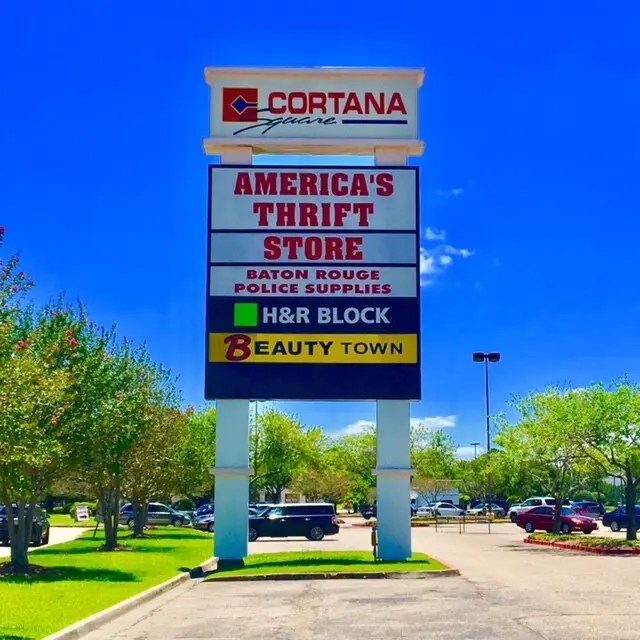 CORTANA
Square
AMERICA'S
THRIFT
STORE
BATON ROUGE
POLICE SUPPLIES
H&R BLOCK
BEAUTY TOWN